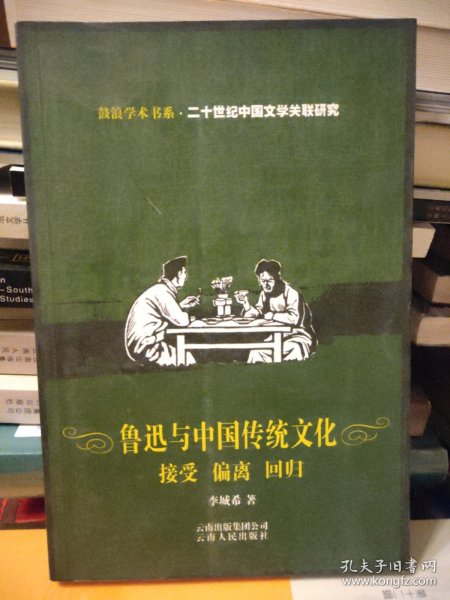 鼓浪学术书系·二十世纪中国文学关联研究
鲁迅与中国传统文化
接受 偏离 回归
李城希 著
云南出版集团公司
云南人民出版社
-South
Studies
孔夫子旧书网
www.kongfz.com